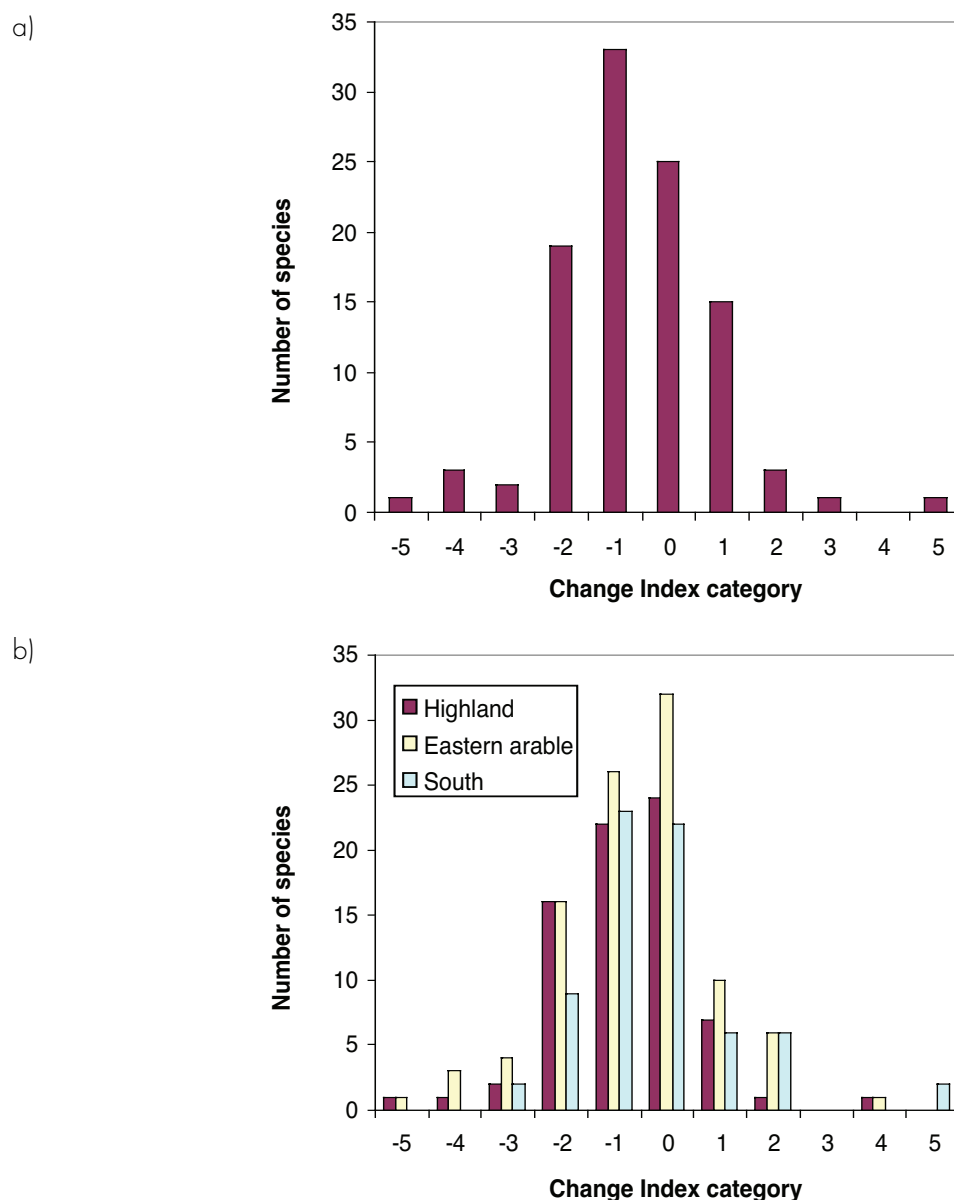 a)
35
30
25
20
15
10
5
0
Number of species
-5 -4 -3 -2 -1 0 1 2 3 4 5
Change Index category
b)
35
30
25
20
15
10
5
0
Number of species
Highland
Eastern arable
South
-5 -4 -3 -2 -1 0 1 2 3 4 5
Change Index category